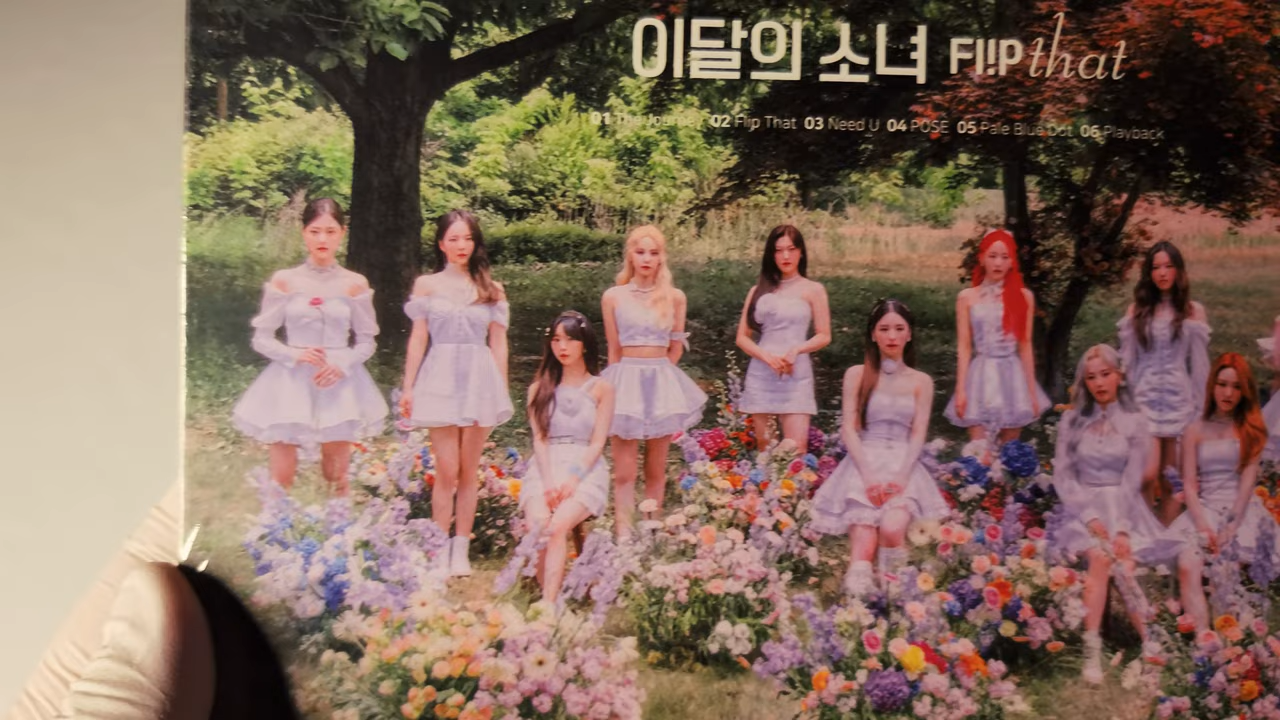 이달의 소녀 FL!P that
01 The Journey 02 Flip That 03 Need U 04 POSE 05 Pale Blue Dot 06 Playback